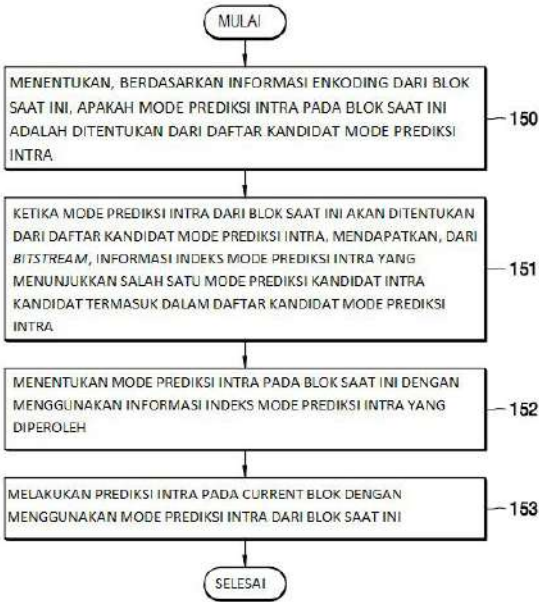 MULAI
MENENTUKAN, BERDASARKAN INFORMASI ENKODING DARI BLOK
SAAT INI, APAKAH MODE PREDIKSI INTRA PADA BLOK SAAT INI
ADALAH DITENTUKAN DARI DAFTAR KANDIDAT MODE PREDIKSI
INTRA
150
KETIKA MODE PREDIKSI INTRA DARI BLOK SAAT INI AKAN DITENTUKAN
DARI DAFTAR KANDIDAT MODE PREDIKSI INTRA, MENDAPATKAN, DARI
BITSTREAM, INFORMASI INDEKS MODE PREDIKSI INTRA YANG
MENUNJUKKAN SALAH SATU MODE PREDIKSI KANDIDAT INTRA
KANDIDAT TERMASUK DALAM DAFTAR KANDIDAT MODE PREDIKSI
INTRA
151
MENENTUKAN MODE PREDIKSI INTRA PADA BLOK SAAT INI DENGAN
MENGGUNAKAN INFORMASI INDEKS MODE PREDIKSI INTRA YANG
DIPEROLEH
152
MELAKUKAN PREDIKSI INTRA PADA CURRENT BLOK DENGAN
MENGGUNAKAN MODE PREDIKSI INTRA DARI BLOK SAAT INI
153
SELESAI